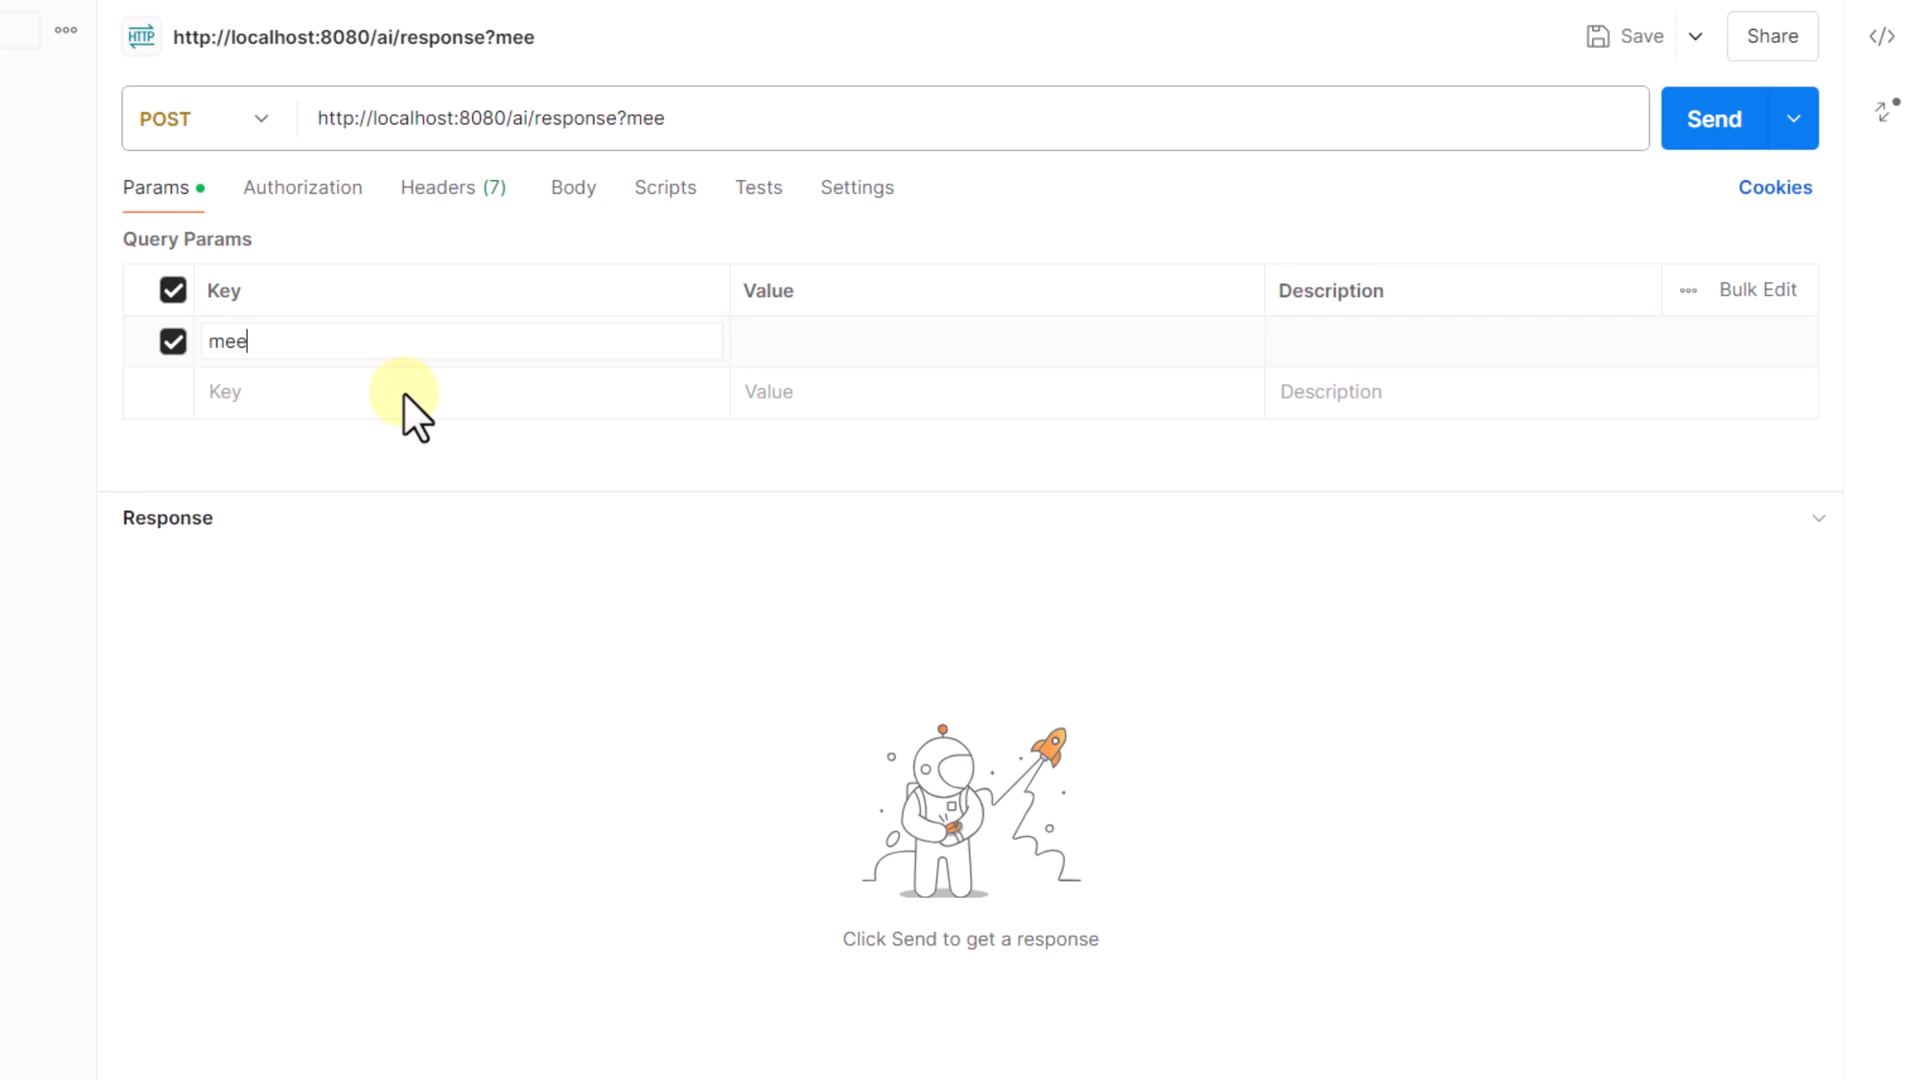 HTTP http://localhost:8080/ai/response?mee Save Share
POST http://localhost:8080/ai/response?mee Send
Params Authorization Headers (7) Body Scripts Tests Settings Cookies
Query Params
Key Value Description Bulk Edit
mee
Key Value Description
Response
Click Send to get a response